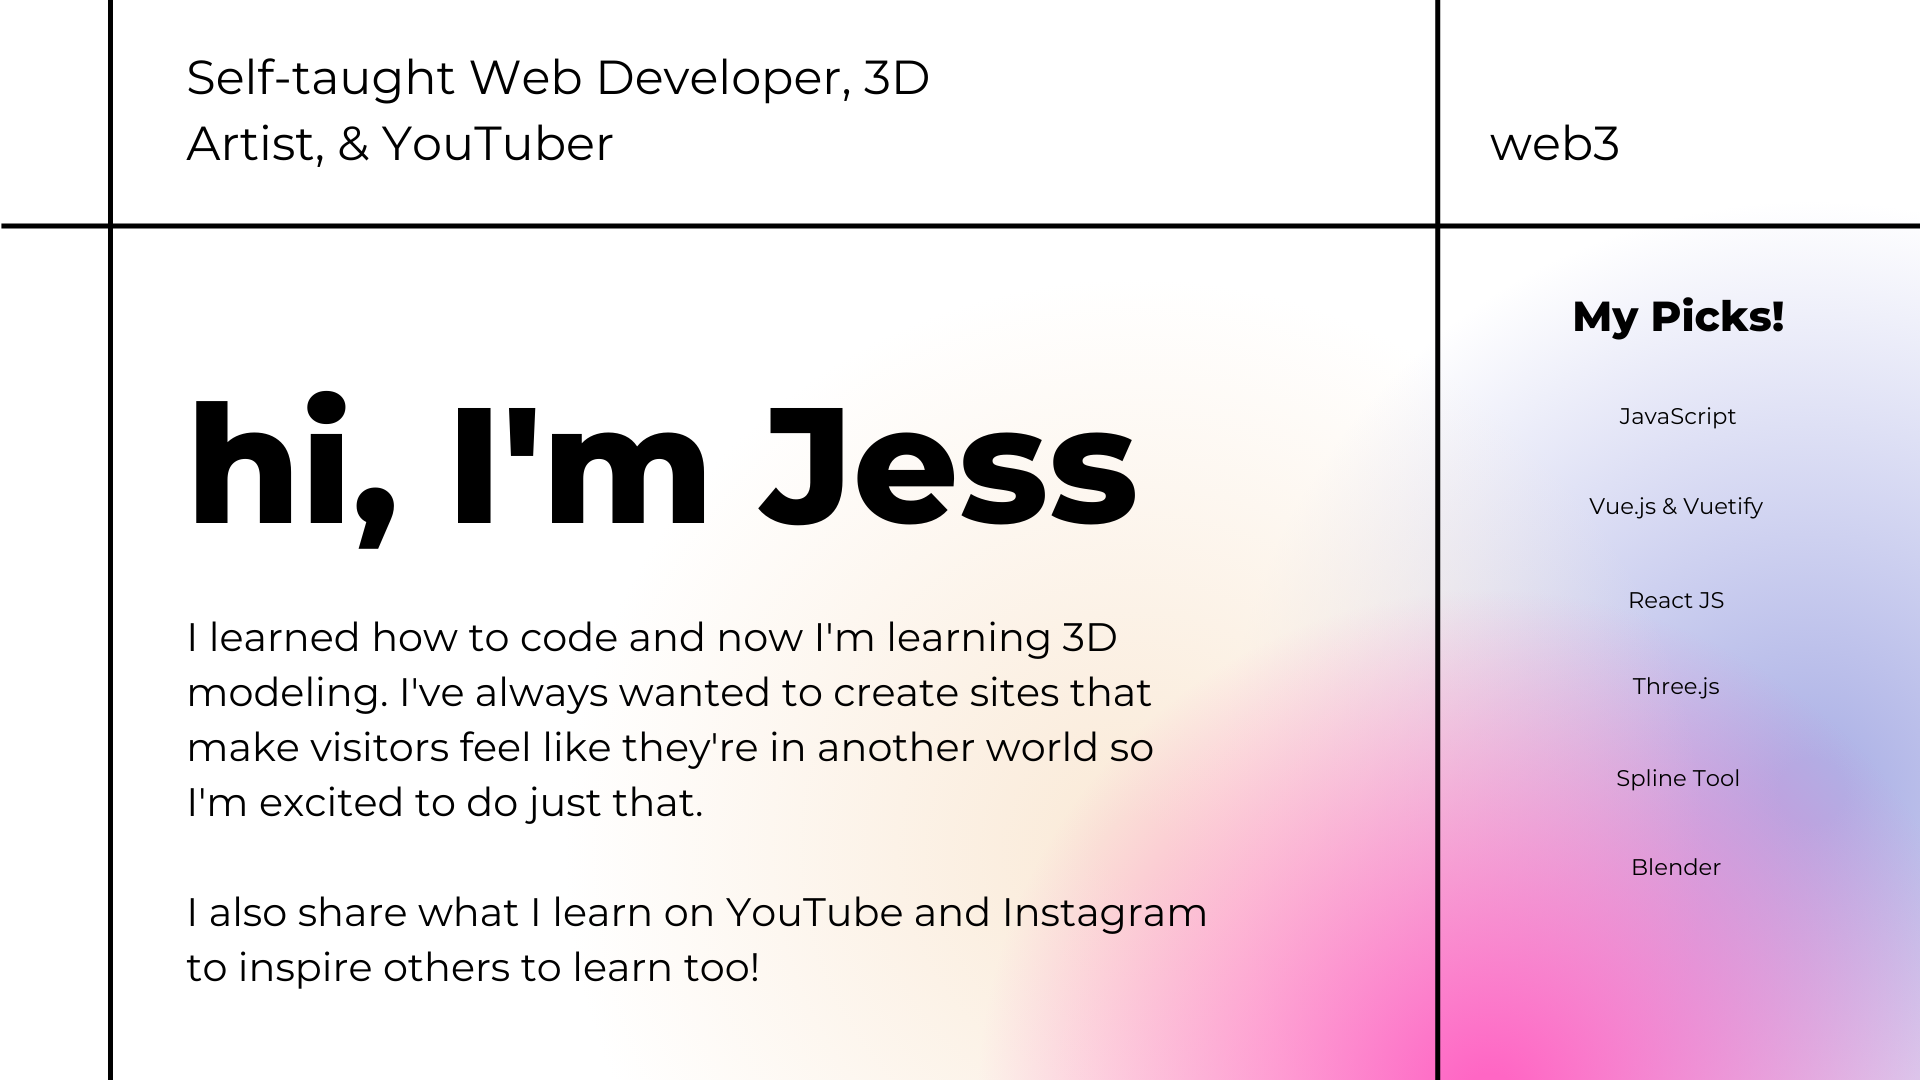 Self-taught Web Developer, 3D
Artist, & YouTuber
web3
hi, I'm Jess
I learned how to code and now I'm learning 3D
modeling. I've always wanted to create sites that
make visitors feel like they're in another world so
I'm excited to do just that.
I also share what I learn on YouTube and Instagram
to inspire others to learn too!
My Picks!
JavaScript
Vue.js & Vuetify
React JS
Three.js
Spline Tool
Blender